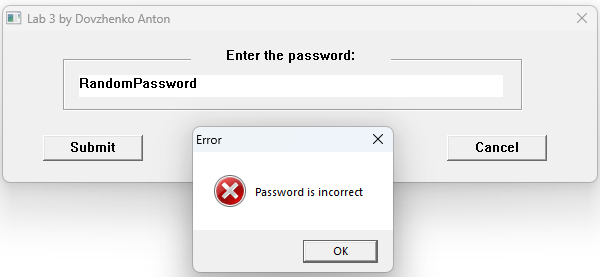 Lab 3 by Dovzhenko Anton
Enter the password:
RandomPassword
Submit
Cancel
Error
Password is incorrect
OK